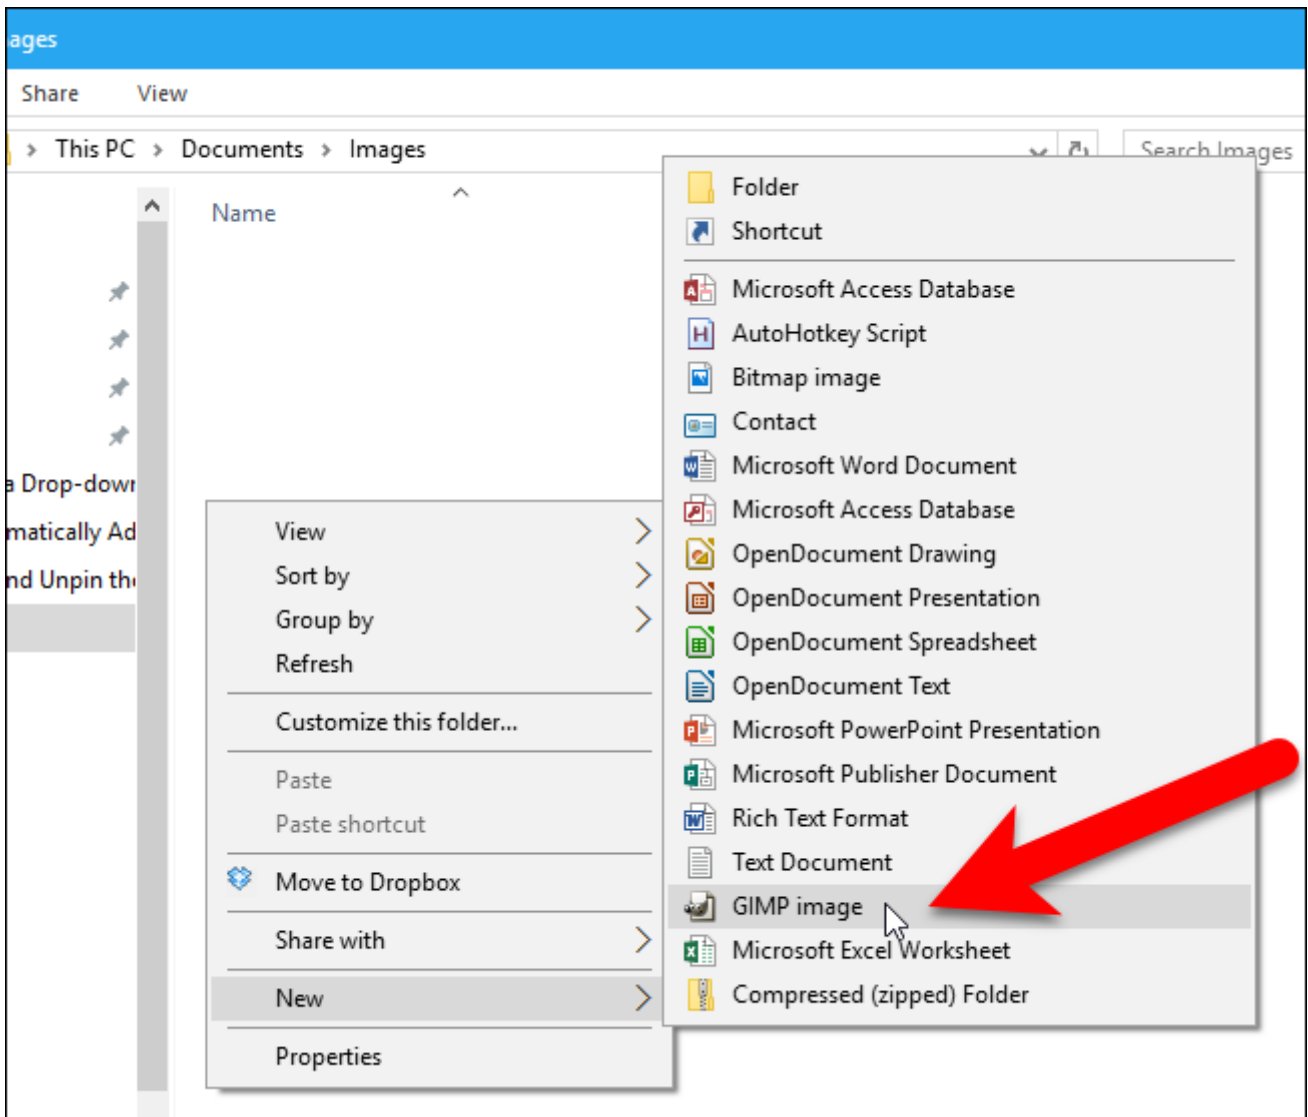 ages
Share View
This PC > Documents > Images
Search Images
Name
a Drop-down
matically Ad
nd Unpin the
View
Sort by
Group by
Refresh
Customize this folder...
Paste
Paste shortcut
Move to Dropbox
Share with
New
Properties
Folder
Shortcut
Microsoft Access Database
AutoHotkey Script
Bitmap image
Contact
Microsoft Word Document
Microsoft Access Database
OpenDocument Drawing
OpenDocument Presentation
OpenDocument Spreadsheet
OpenDocument Text
Microsoft PowerPoint Presentation
Microsoft Publisher Document
Rich Text Format
Text Document
GIMP image
Microsoft Excel Worksheet
Compressed (zipped) Folder